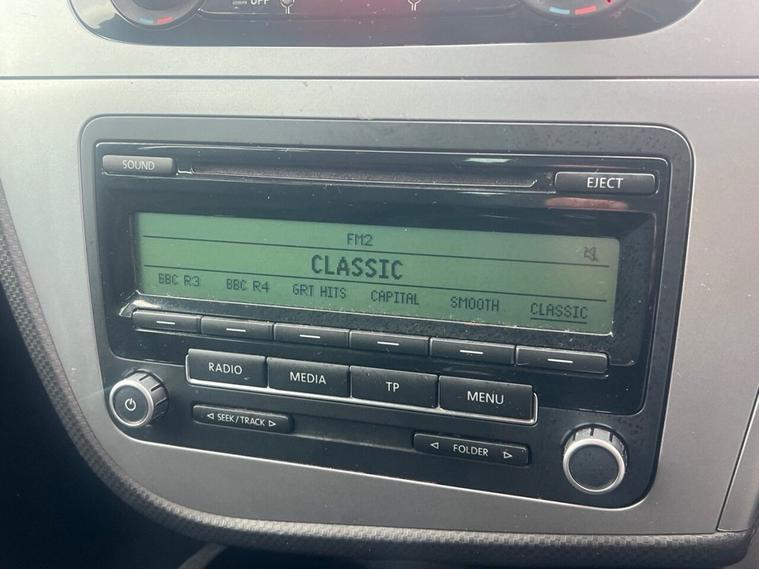 OFF
SOUND
EJECT
FM2
CLASSIC
BBC R3 BBC R4 GRT HITS CAPITAL SMOOTH CLASSIC
RADIO MEDIA TP MENU
SEEK/TRACK
FOLDER